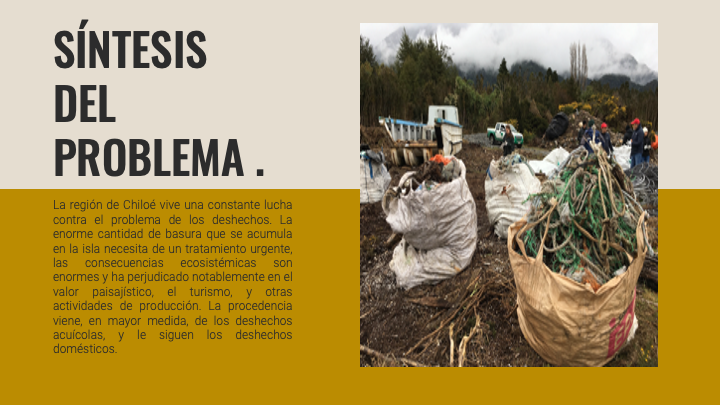 SÍNTESIS
DEL
PROBLEMA .
La región de Chiloé vive una constante lucha
contra el problema de los deshechos. La
enorme cantidad de basura que se acumula
en la isla necesita de un tratamiento urgente,
las consecuencias ecosistémicas son
enormes y ha perjudicado notablemente en el
valor paisajístico, el turismo, y otras
actividades de producción. La procedencia
viene, en mayor medida, de los deshechos
acuícolas, y le siguen los deshechos
domésticos.